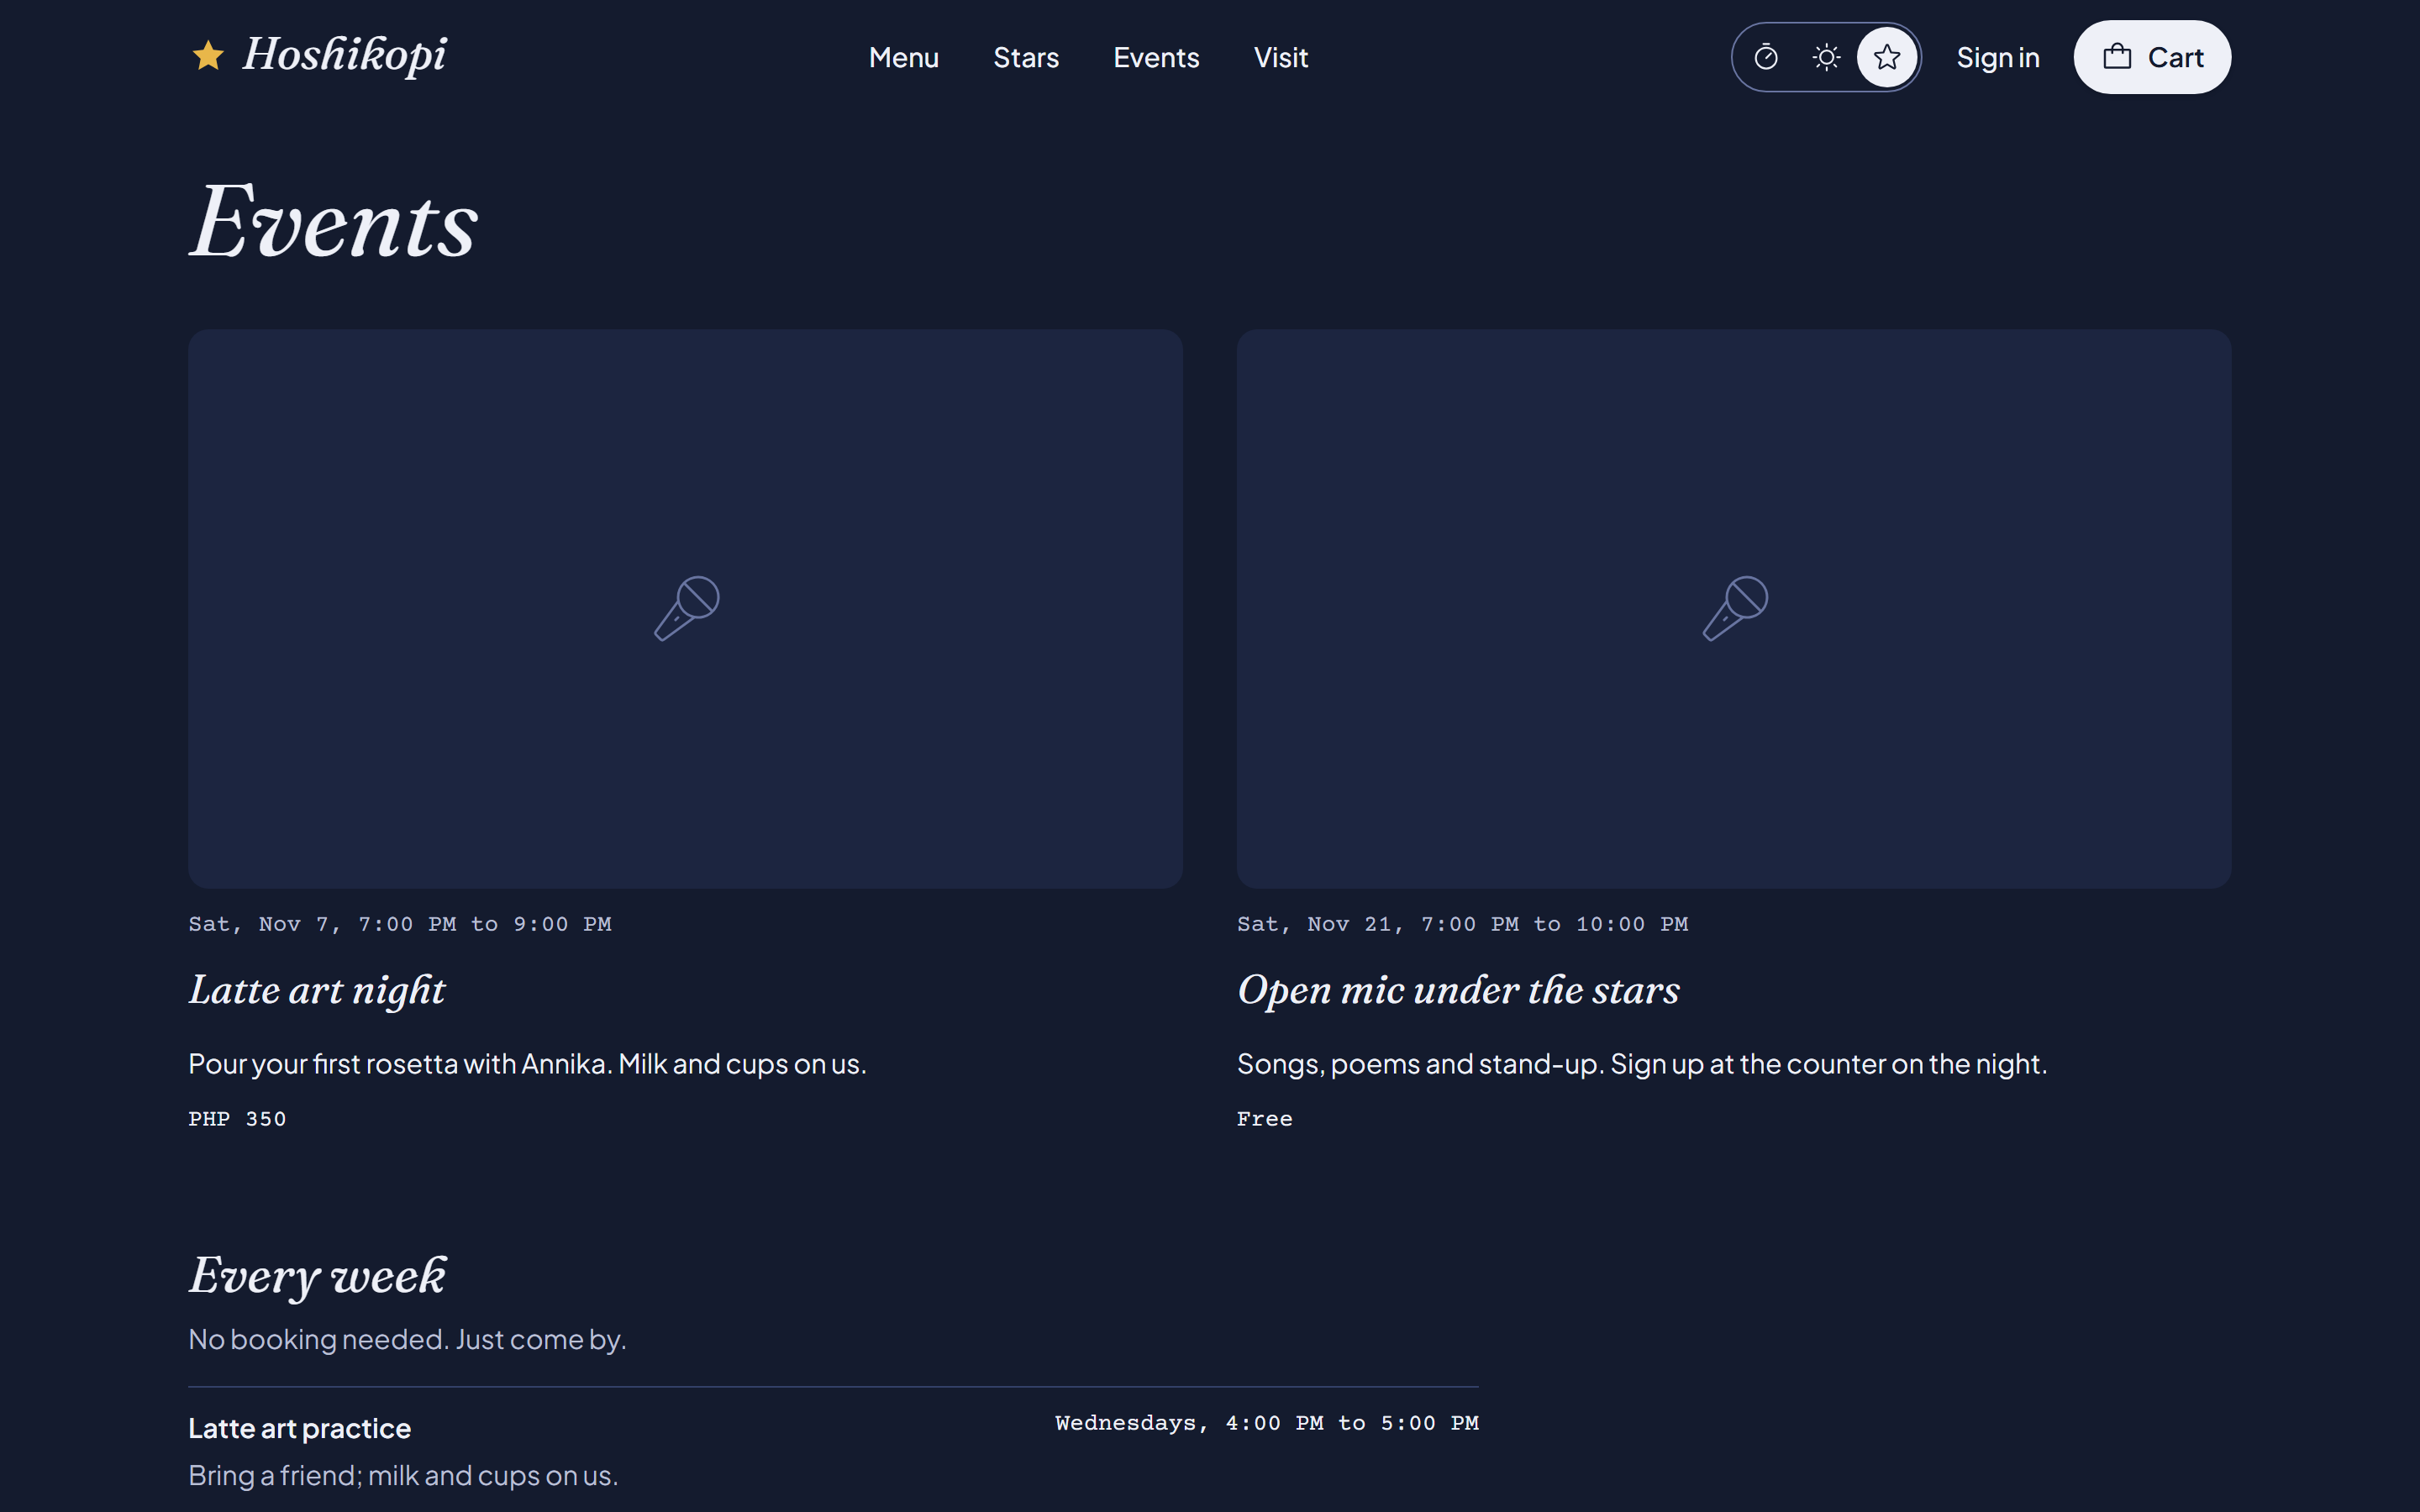 Hoshikopi
Menu
Stars
Events
Visit
Sign in
Cart
Events
Sat, Nov 7, 7:00 PM to 9:00 PM
Latte art night
Pour your first rosetta with Annika. Milk and cups on us.
PHP 350
Sat, Nov 21, 7:00 PM to 10:00 PM
Open mic under the stars
Songs, poems and stand-up. Sign up at the counter on the night.
Free
Every week
No booking needed. Just come by.
Latte art practice
Wednesdays, 4:00 PM to 5:00 PM
Bring a friend; milk and cups on us.